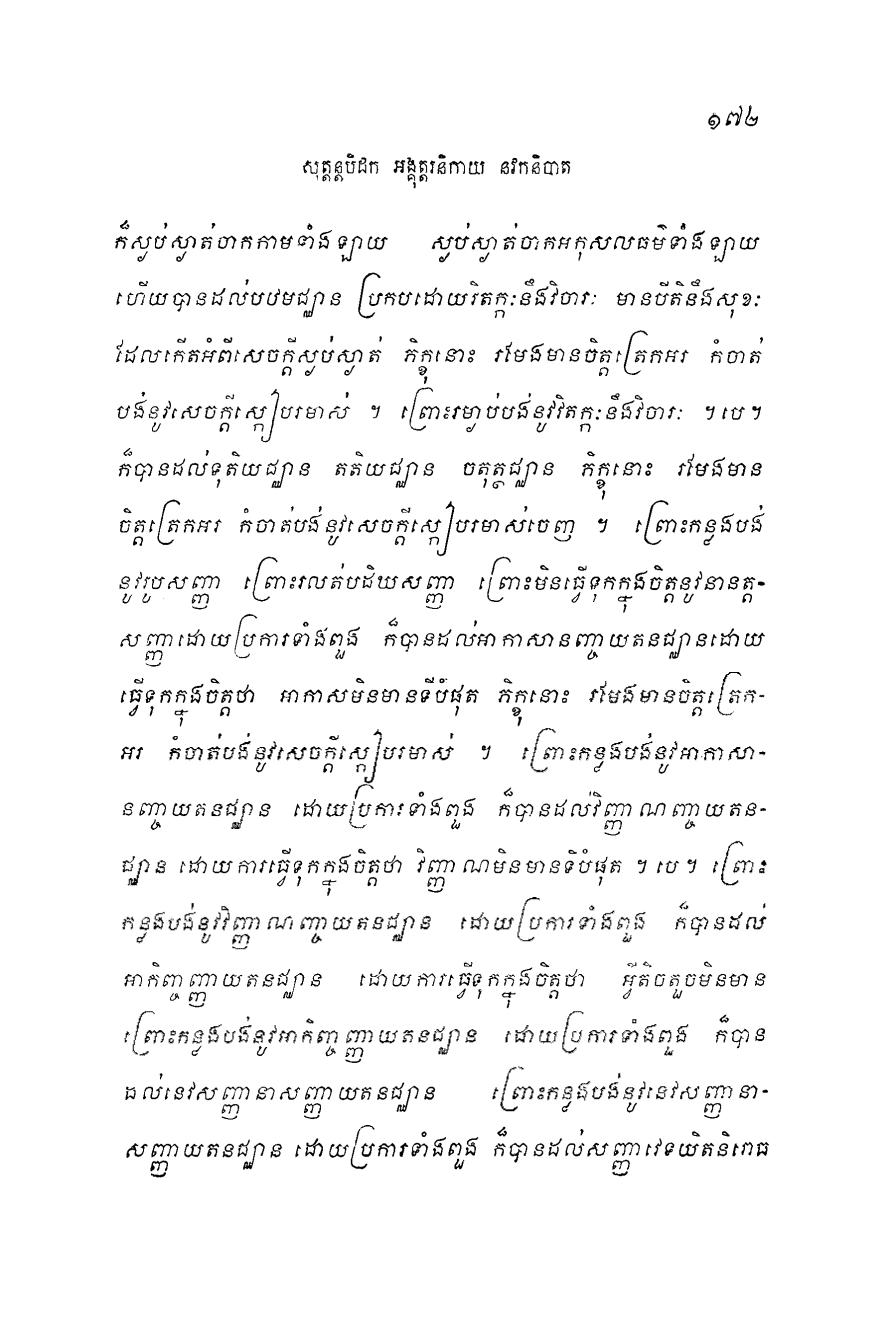 ១៧២
សុត្តន្តបិដក អង្គុត្តរនិកាយ នវកនិបាត
ក៏ស្ងប់ស្ងាត់ចាកកាមទាំងឡាយ ស្ងប់ស្ងាត់ចាកអកុសលធម៌ទាំងឡាយ
ហើយបានដល់បឋមជ្ឈាន ប្រកបដោយវិតក្កៈនឹងវិចារៈ មានបីតិនឹងសុខៈ
ដែលកើតអំពីសេចក្តីស្ងប់ស្ងាត់ ភិក្ខុនោះ រមែងមានចិត្តត្រេកអរ កំចាត់
បង់នូវសេចក្តីស្កៀបរមាស់ ។ ព្រោះរម្ងាប់បង់នូវវិតក្កៈនឹងវិចារៈ ។ បេ ។
ក៏បានដល់ទុតិយជ្ឈាន តតិយជ្ឈាន ចតុត្ថជ្ឈាន ភិក្ខុនោះ រមែងមាន
ចិត្តត្រេកអរ កំចាត់បង់នូវសេចក្តីស្កៀបរមាស់ចេញ ។ ព្រោះកន្លងបង់
នូវរូបសញ្ញា ព្រោះរលត់បដិឃសញ្ញា ព្រោះមិនធ្វើទុកក្នុងចិត្តនូវនានត្ត-
សញ្ញាដោយប្រការទាំងពួង ក៏បានដល់អាកាសានញ្ចាយតនជ្ឈានដោយ
ធ្វើទុកក្នុងចិត្តថា អាកាសមិនមានទីបំផុត ភិក្ខុនោះ រមែងមានចិត្តត្រេក-
អរ កំចាត់បង់នូវសេចក្តីស្កៀបរមាស់ ។ ព្រោះកន្លងបង់នូវអាកាសា-
នញ្ចាយតនជ្ឈាន ដោយប្រការទាំងពួង ក៏បានដល់វិញ្ញាណញ្ចាយតន-
ជ្ឈាន ដោយការធ្វើទុកក្នុងចិត្តថា វិញ្ញាណមិនមានទីបំផុត ។ បេ ។ ព្រោះ
កន្លងបង់នូវវិញ្ញាណញ្ចាយតនជ្ឈាន ដោយប្រការទាំងពួង ក៏បានដល់
អាកិញ្ចញ្ញាយតនជ្ឈាន ដោយការធ្វើទុកក្នុងចិត្តថា អ្វីតិចតួចមិនមាន
ព្រោះកន្លងបង់នូវអាកិញ្ចញ្ញាយតនជ្ឈាន ដោយប្រការទាំងពួង ក៏បាន
ដល់នេវសញ្ញានាសញ្ញាយតនជ្ឈាន ព្រោះកន្លងបង់នូវនេវសញ្ញានា-
សញ្ញាយតនជ្ឈាន ដោយប្រការទាំងពួង ក៏បានដល់សញ្ញាវេទយិតនិរោធ